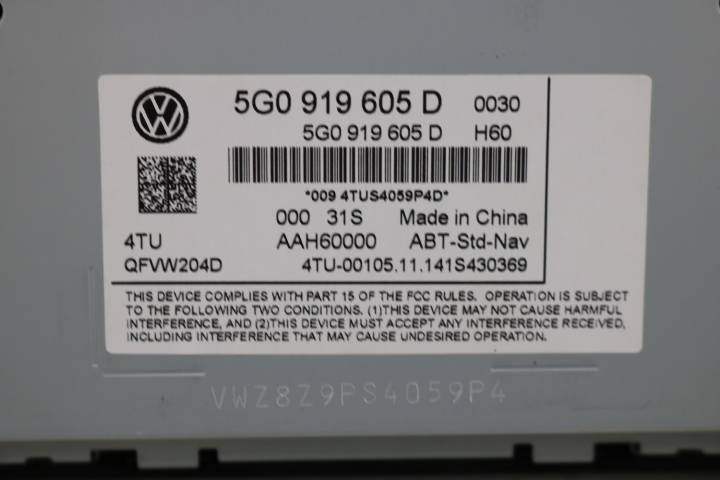 5G0 919 605 D 0030
5G0 919 605 D H60
*009 4TUS4059P4D*
000 31S Made in China
4TU AAH60000 ABT-Std-Nav
QFVW204D 4TU-00105.11.141S430369
THIS DEVICE COMPLIES WITH PART 15 OF THE FCC RULES. OPERATION IS SUBJECT
TO THE FOLLOWING TWO CONDITIONS. (1)THIS DEVICE MAY NOT CAUSE HARMFUL
INTERFERENCE, AND (2)THIS DEVICE MUST ACCEPT ANY INTERFERENCE RECEIVED,
INCLUDING INTERFERENCE THAT MAY CAUSE UNDESIRED OPERATION.
VWZ8Z9PS4059P4